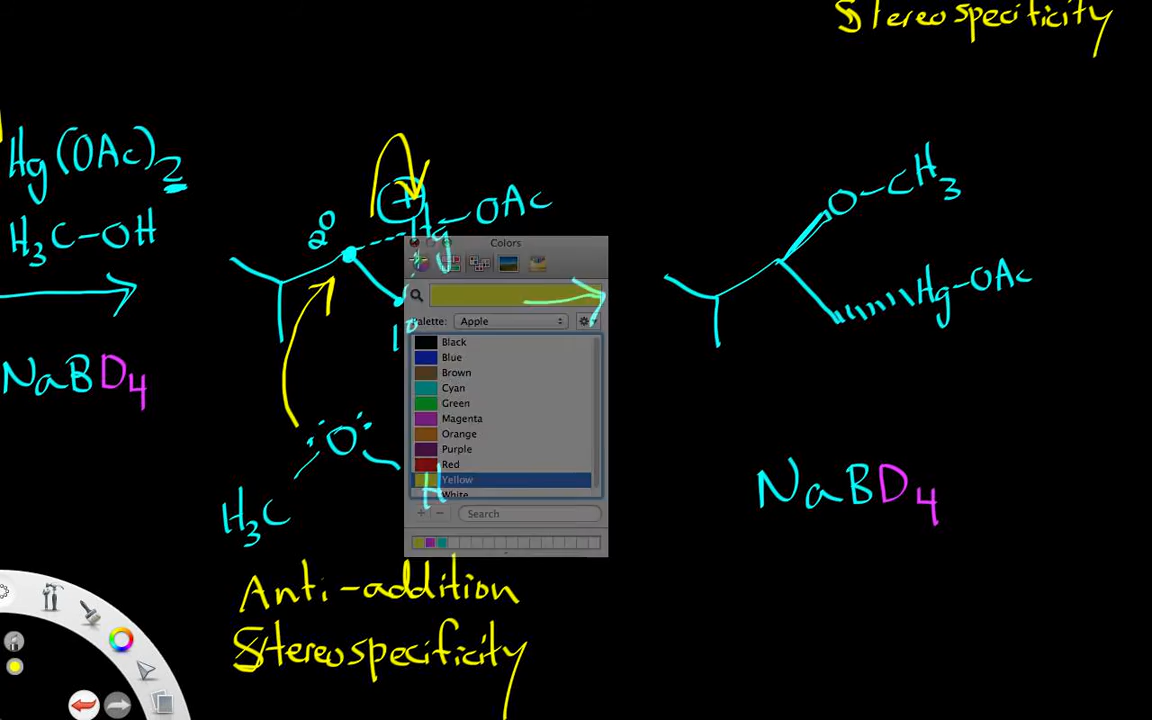 Stereospecificity
Hg(OAc)2
H3C-OH
NaBD4
2°
+
Hg-OAc
1°
:O:
H3C
H
Anti-addition
Stereospecificity
Colors
Palette: Apple
Black
Blue
Brown
Cyan
Green
Magenta
Orange
Purple
Red
Yellow
White
+ −
Search
O-CH3
Hg-OAc
NaBD4